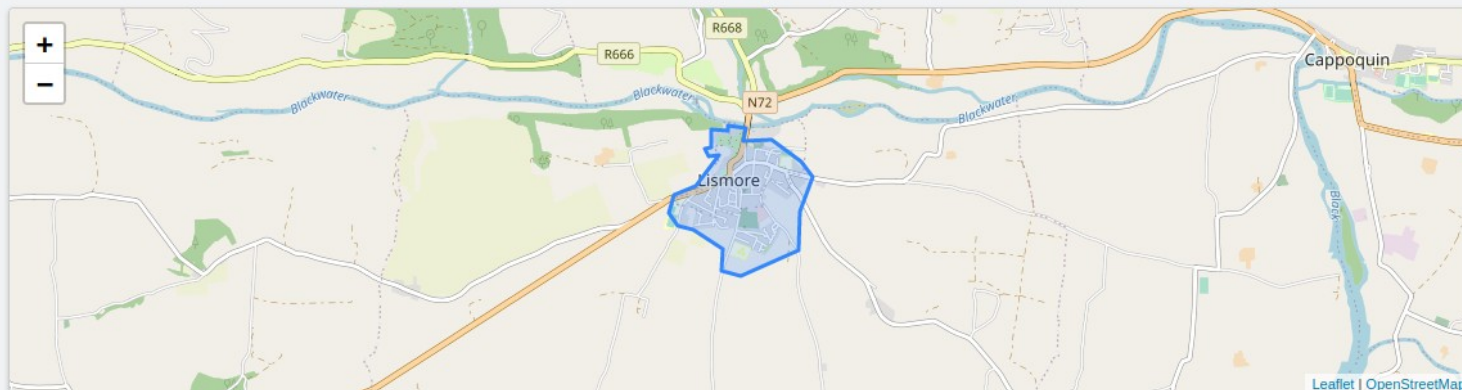 +
−
R668
R666
Cappoquin
Blackwater
Blackwater
N72
Blackwater
Lismore
Black
Leaflet | OpenStreetMap